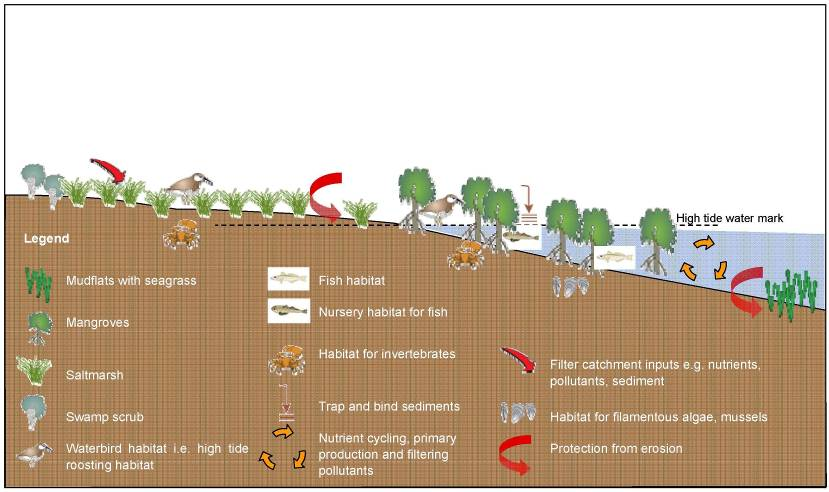 High tide water mark
Legend
Mudflats with seagrass
Mangroves
Saltmarsh
Swamp scrub
Waterbird habitat i.e. high tide
roosting habitat
Fish habitat
Nursery habitat for fish
Habitat for invertebrates
Trap and bind sediments
Nutrient cycling, primary
production and filtering
pollutants
Filter catchment inputs e.g. nutrients,
pollutants, sediment
Habitat for filamentous algae, mussels
Protection from erosion